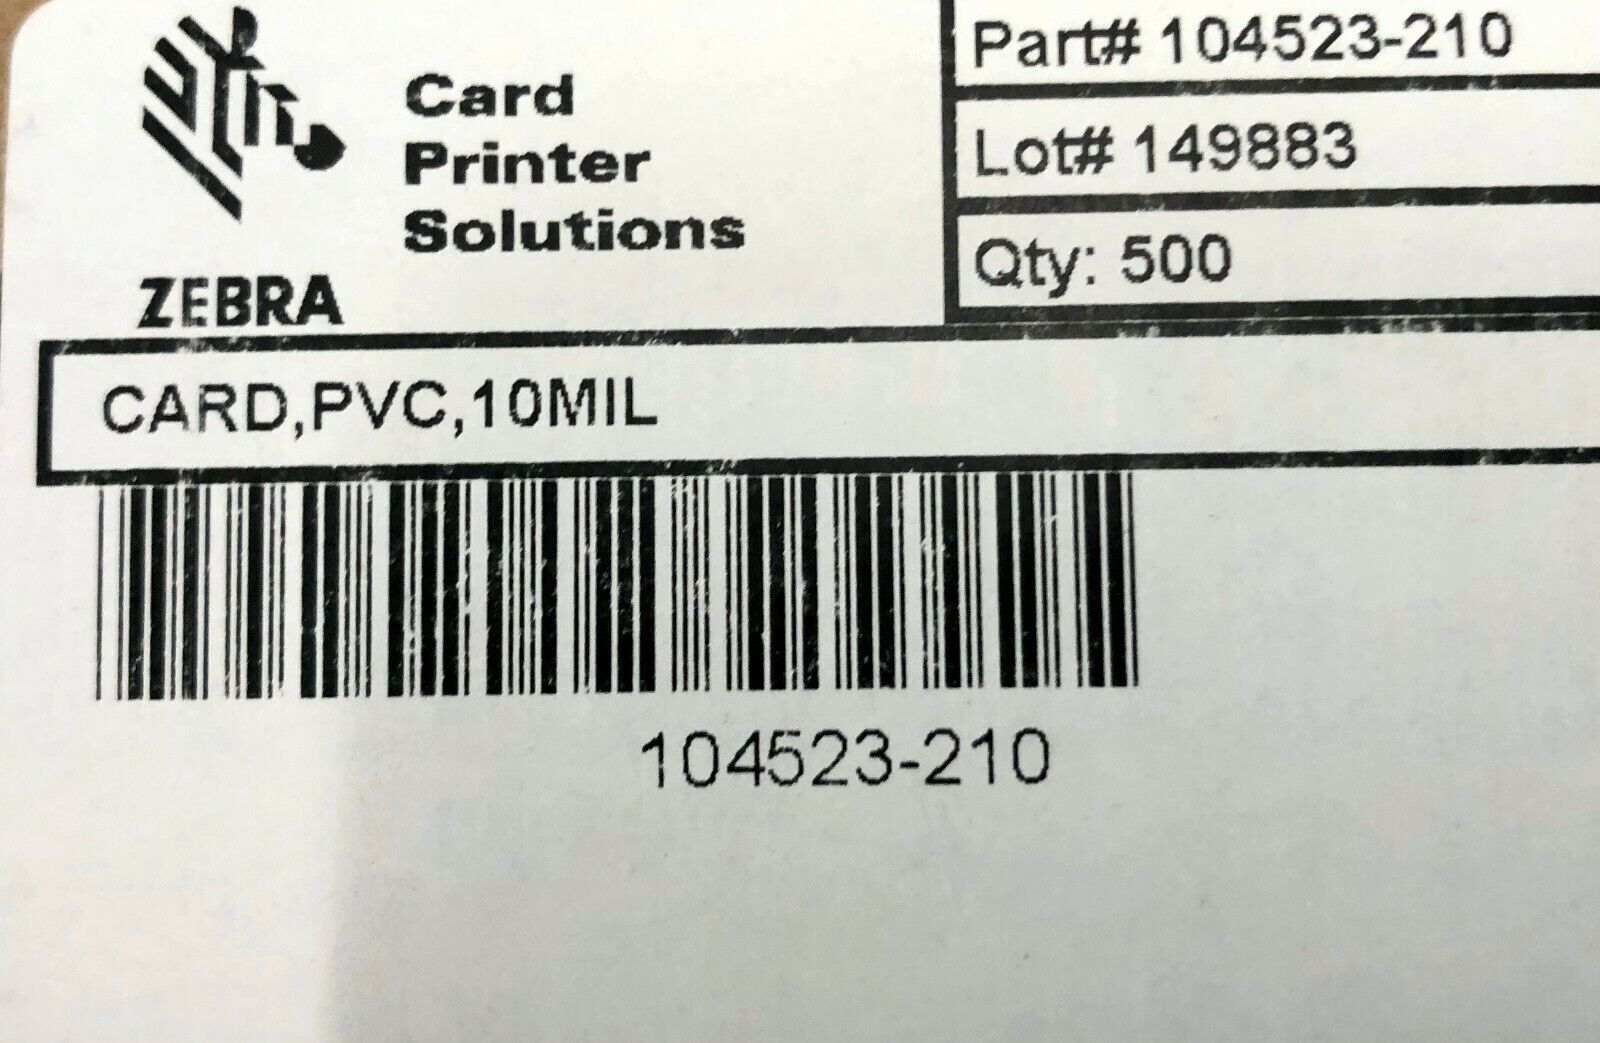 Card
Printer
Solutions
ZEBRA
Part# 104523-210
Lot# 149883
Qty: 500
CARD,PVC,10MIL
104523-210